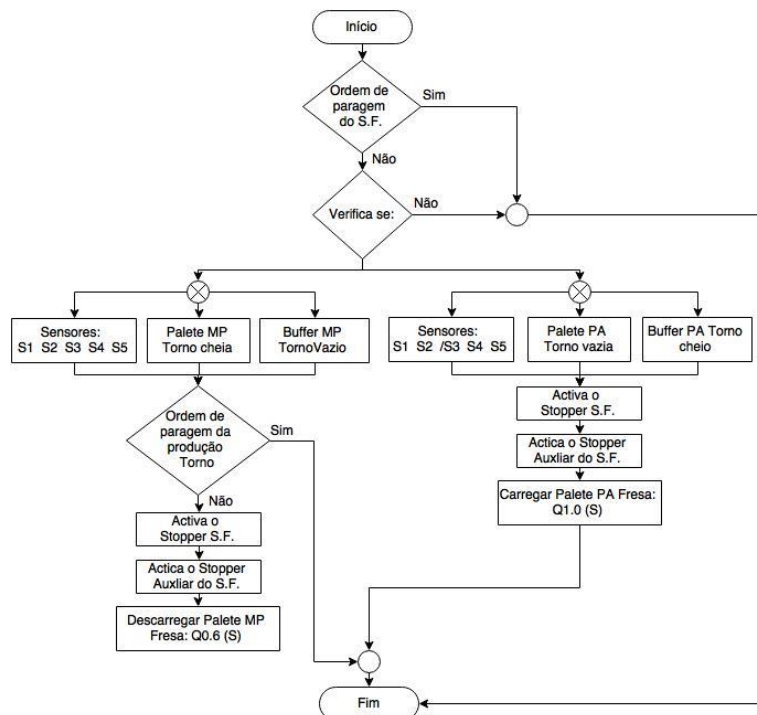 Início
Ordem de
paragem
do S.F.
Sim
Não
Verifica se:
Não
Sensores:
S1 S2 S3 S4 S5
Palete MP
Torno cheia
Buffer MP
TornoVazio
Sensores:
S1 S2 /S3 S4 S5
Palete PA
Torno vazia
Buffer PA Torno
cheio
Ordem de
paragem da
produção
Torno
Sim
Não
Activa o
Stopper S.F.
Actica o Stopper
Auxliar do S.F.
Descarregar Palete MP
Fresa: Q0.6 (S)
Activa o
Stopper S.F.
Actica o Stopper
Auxliar do S.F.
Carregar Palete PA Fresa:
Q1.0 (S)
Fim